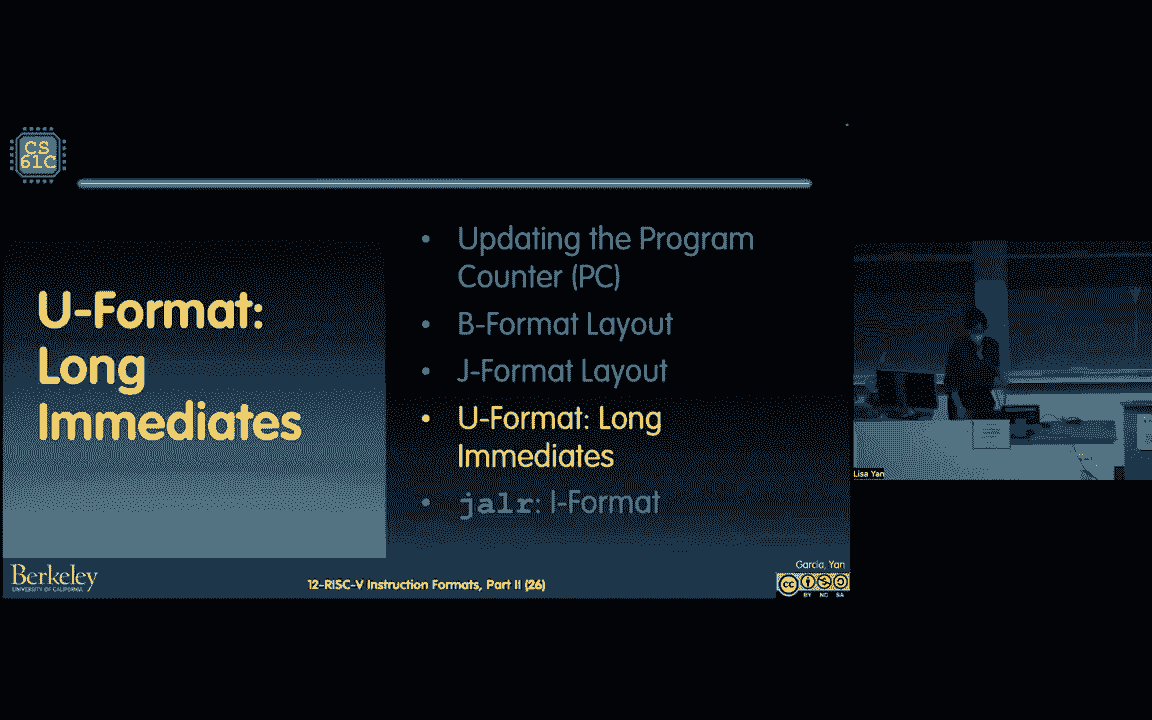 CS
61C
U-Format:
Long
Immediates
• Updating the Program
Counter (PC)
• B-Format Layout
• J-Format Layout
• U-Format: Long
Immediates
• jalr: I-Format
Lisa Yan
Berkeley
UNIVERSITY OF CALIFORNIA
12-RISC-V Instruction Formats, Part II (26)
Garcia, Yan
cc
BY NC SA